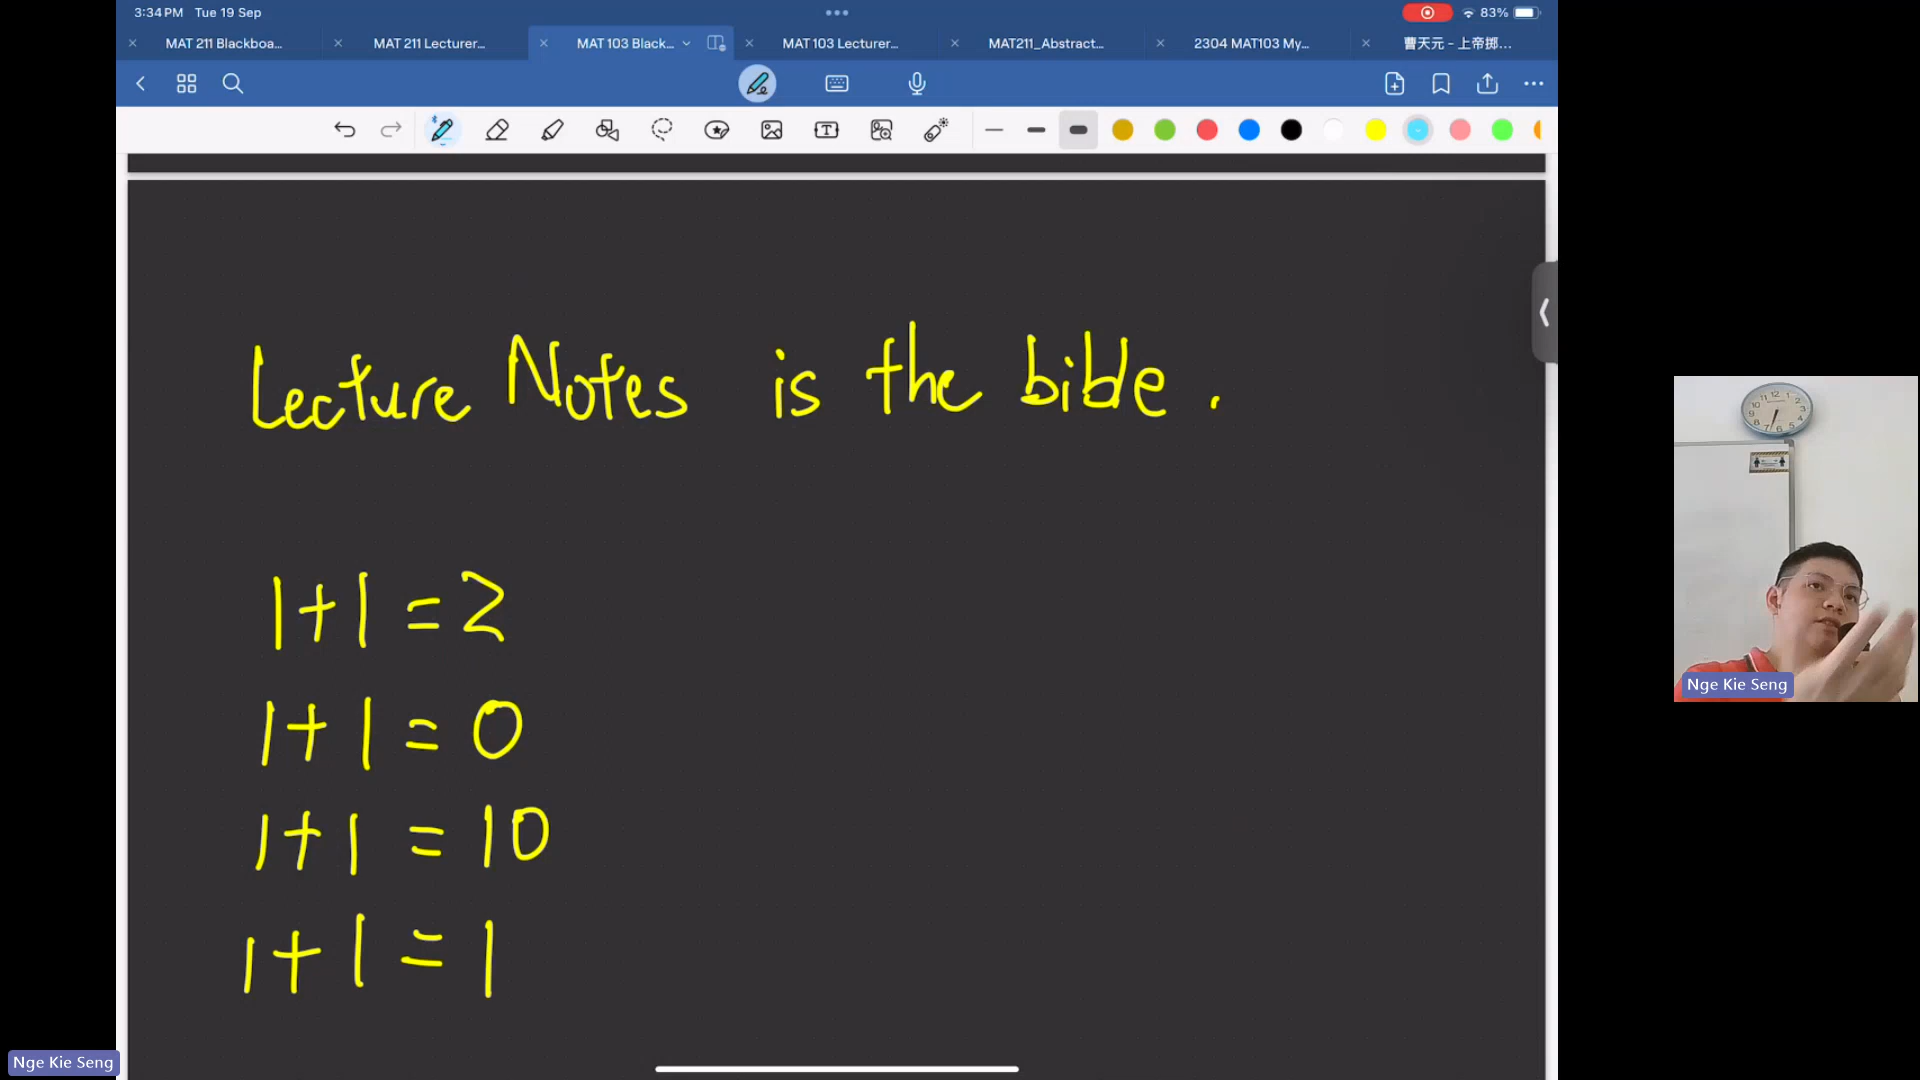 3:34 PM Tue 19 Sep
83%
MAT 211 Blackboa...
MAT 211 Lecturer...
MAT 103 Black...
MAT 103 Lecturer...
MAT211_Abstract...
2304 MAT103 My...
曹天元 - 上帝掷...
Lecture Notes is the bible.
1+1=2
1+1=0
1+1=10
1+1=1
Nge Kie Seng
Nge Kie Seng